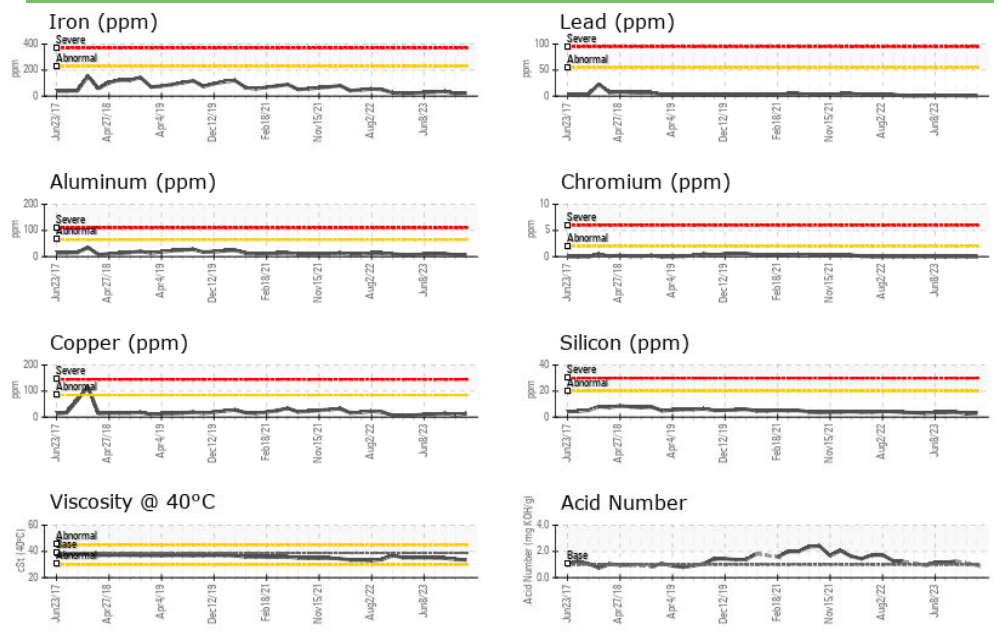 Iron (ppm)
400
200
0
ppm
Severe
Abnormal
Jun23/17
Apr27/18
Apr4/19
Dec12/19
Feb18/21
Nov15/21
Aug2/22
Jun8/23
Lead (ppm)
100
50
0
ppm
Severe
Abnormal
Jun23/17
Apr27/18
Apr4/19
Dec12/19
Feb18/21
Nov15/21
Aug2/22
Jun8/23
Aluminum (ppm)
200
100
0
ppm
Severe
Abnormal
Jun23/17
Apr27/18
Apr4/19
Dec12/19
Feb18/21
Nov15/21
Aug2/22
Jun8/23
Chromium (ppm)
10
5
0
ppm
Severe
Abnormal
Jun23/17
Apr27/18
Apr4/19
Dec12/19
Feb18/21
Nov15/21
Aug2/22
Jun8/23
Copper (ppm)
200
100
0
ppm
Severe
Abnormal
Jun23/17
Apr27/18
Apr4/19
Dec12/19
Feb18/21
Nov15/21
Aug2/22
Jun8/23
Silicon (ppm)
40
20
0
ppm
Severe
Abnormal
Jun23/17
Apr27/18
Apr4/19
Dec12/19
Feb18/21
Nov15/21
Aug2/22
Jun8/23
Viscosity @ 40°C
60
40
20
cSt (40°C)
Abnormal
Base
Abnormal
Jun23/17
Apr27/18
Apr4/19
Dec12/19
Feb18/21
Nov15/21
Aug2/22
Jun8/23
Acid Number
4.0
2.0
0.0
Acid Number (mg KOH/g)
Base
Jun23/17
Apr27/18
Apr4/19
Dec12/19
Feb18/21
Nov15/21
Aug2/22
Jun8/23